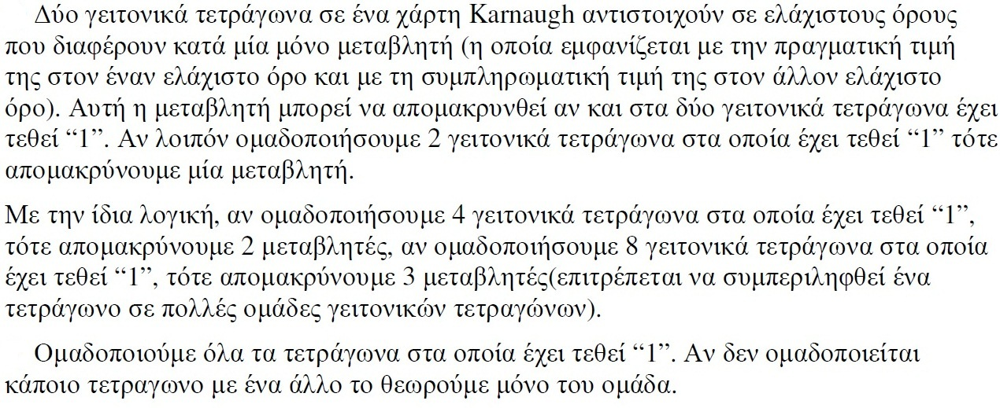 Δύο γειτονικά τετράγωνα σε ένα χάρτη Karnaugh αντιστοιχούν σε ελάχιστους όρους
που διαφέρουν κατά μία μόνο μεταβλητή (η οποία εμφανίζεται με την πραγματική τιμή
της στον έναν ελάχιστο όρο και με τη συμπληρωματική τιμή της στον άλλον ελάχιστο
όρο). Αυτή η μεταβλητή μπορεί να απομακρυνθεί αν και στα δύο γειτονικά τετράγωνα έχει
τεθεί “1”. Αν λοιπόν ομαδοποιήσουμε 2 γειτονικά τετράγωνα στα οποία έχει τεθεί “1” τότε
απομακρύνουμε μία μεταβλητή.
Με την ίδια λογική, αν ομαδοποιήσουμε 4 γειτονικά τετράγωνα στα οποία έχει τεθεί “1”,
τότε απομακρύνουμε 2 μεταβλητές, αν ομαδοποιήσουμε 8 γειτονικά τετράγωνα στα οποία
έχει τεθεί “1”, τότε απομακρύνουμε 3 μεταβλητές(επιτρέπεται να συμπεριληφθεί ένα
τετράγωνο σε πολλές ομάδες γειτονικών τετραγώνων).
Ομαδοποιούμε όλα τα τετράγωνα στα οποία έχει τεθεί “1”. Αν δεν ομαδοποιείται
κάποιο τετραγωνο με ένα άλλο το θεωρούμε μόνο του ομάδα.